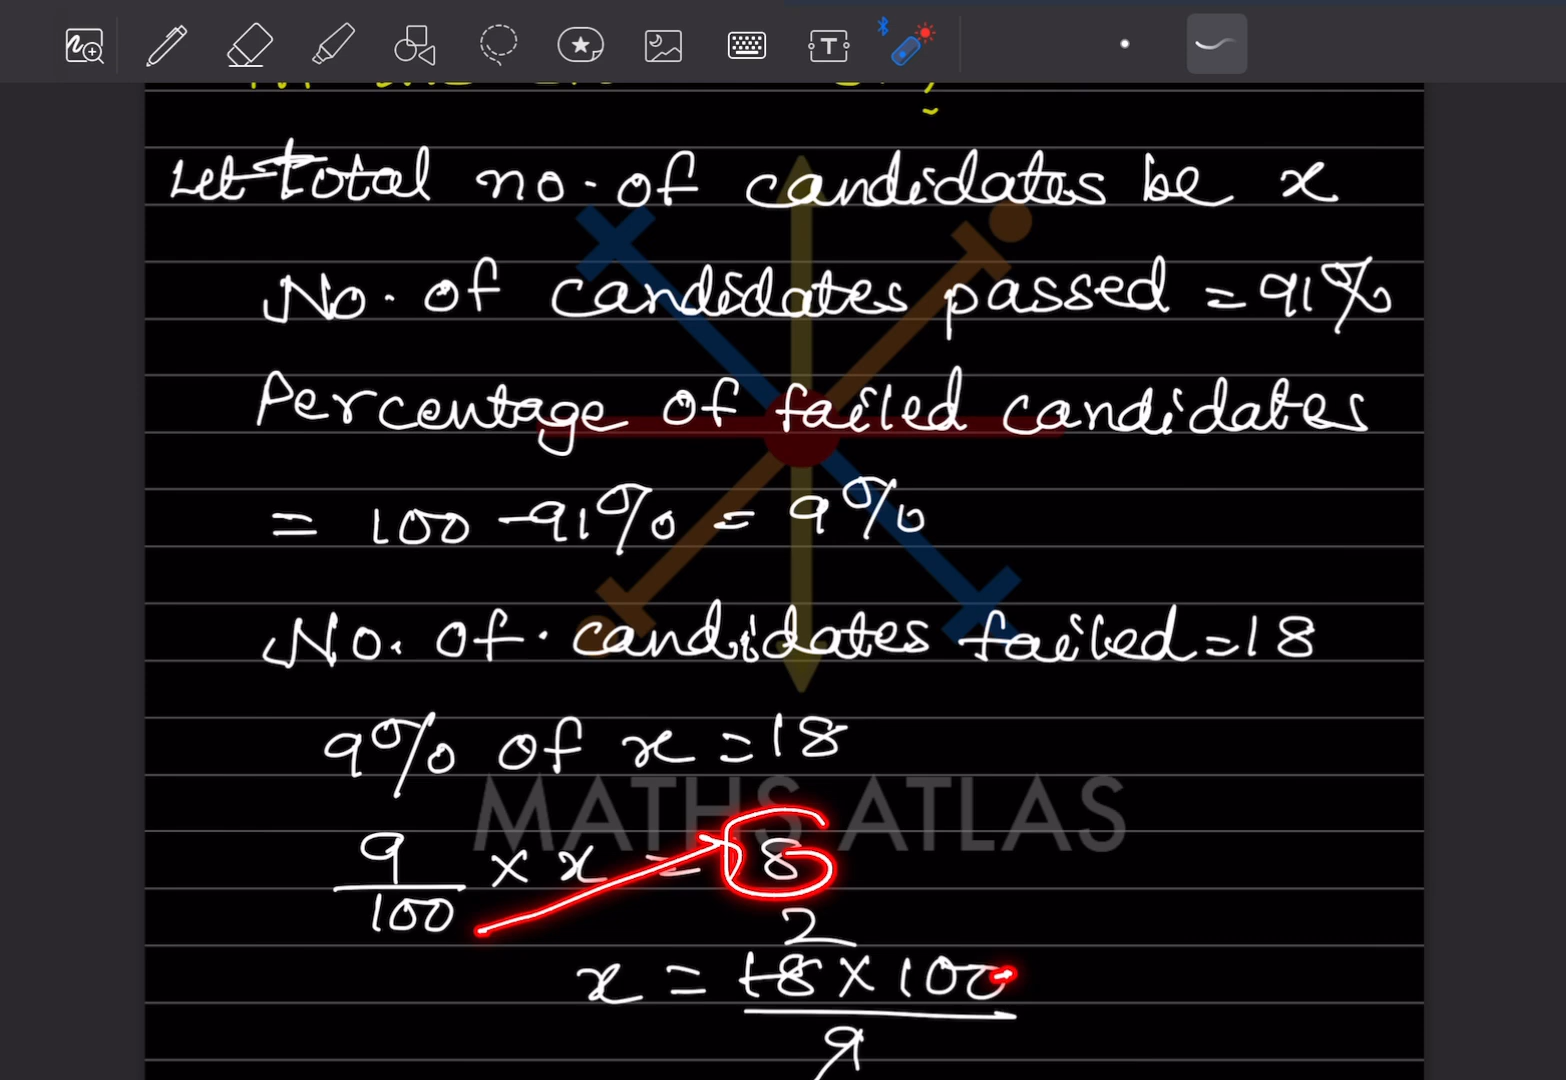 Let total no. of candidates be x
No. of candidates passed = 91%
Percentage of failed candidates
= 100 - 91% = 9%
No. of. candidates failed = 18
9% of x = 18
MATHS ATLAS
9/100 × x = 8
2
x = 18 × 100
9